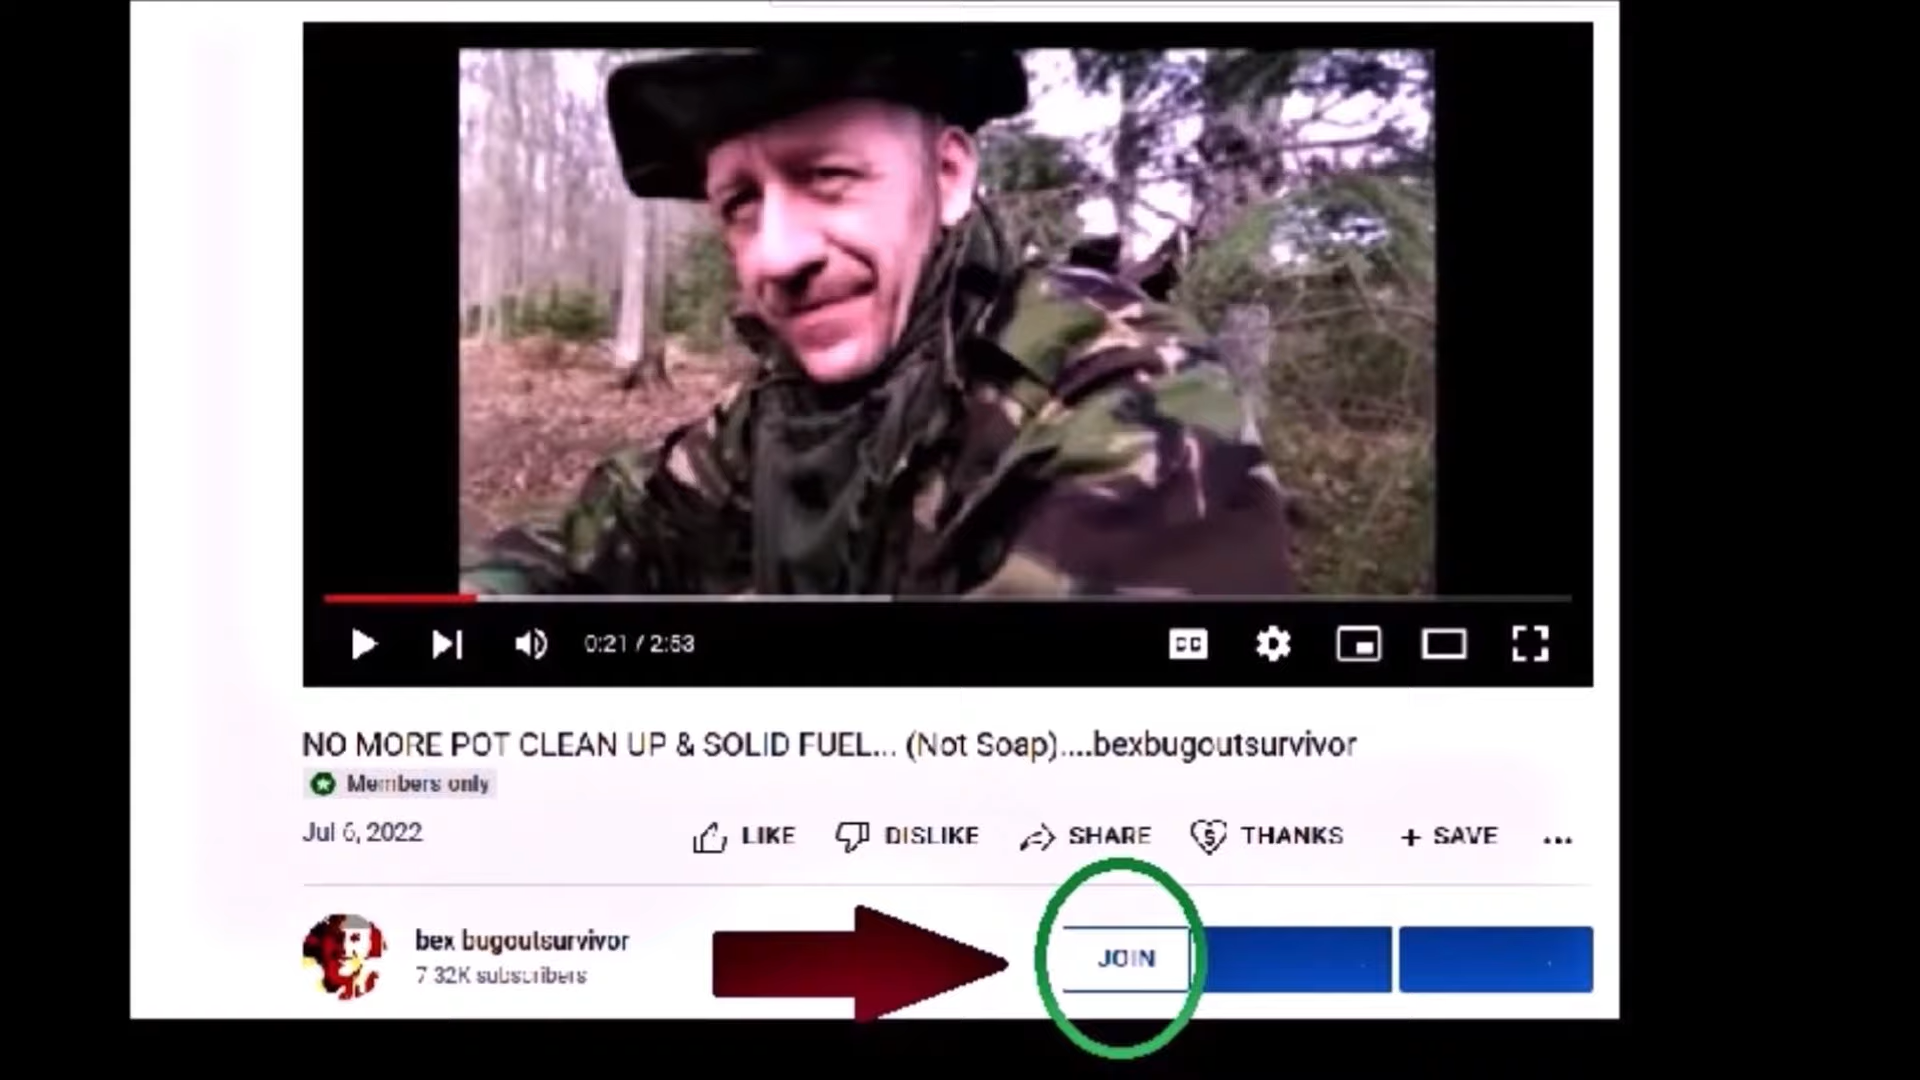 CC
0:21 / 2:53
NO MORE POT CLEAN UP & SOLID FUEL... (Not Soap)....bexbugoutsurvivor
Members only
Jul 6, 2022
LIKE
DISLIKE
SHARE
THANKS
+ SAVE
...
bex bugoutsurvivor
7.32K subscribers
JOIN